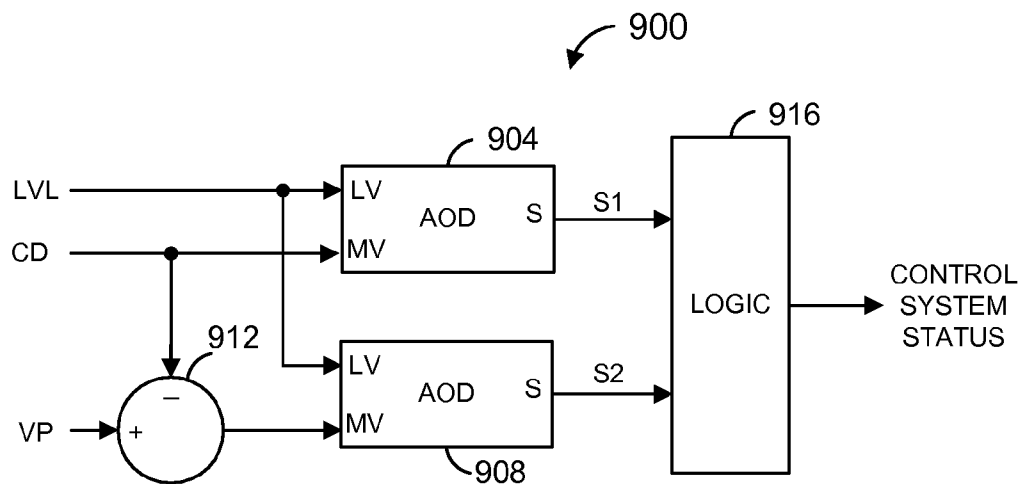 900
916
904
LVL
LV
AOD
S
S1
CD
MV
LOGIC
CONTROL
SYSTEM
STATUS
912
−
LV
AOD
S
S2
VP
+
MV
908